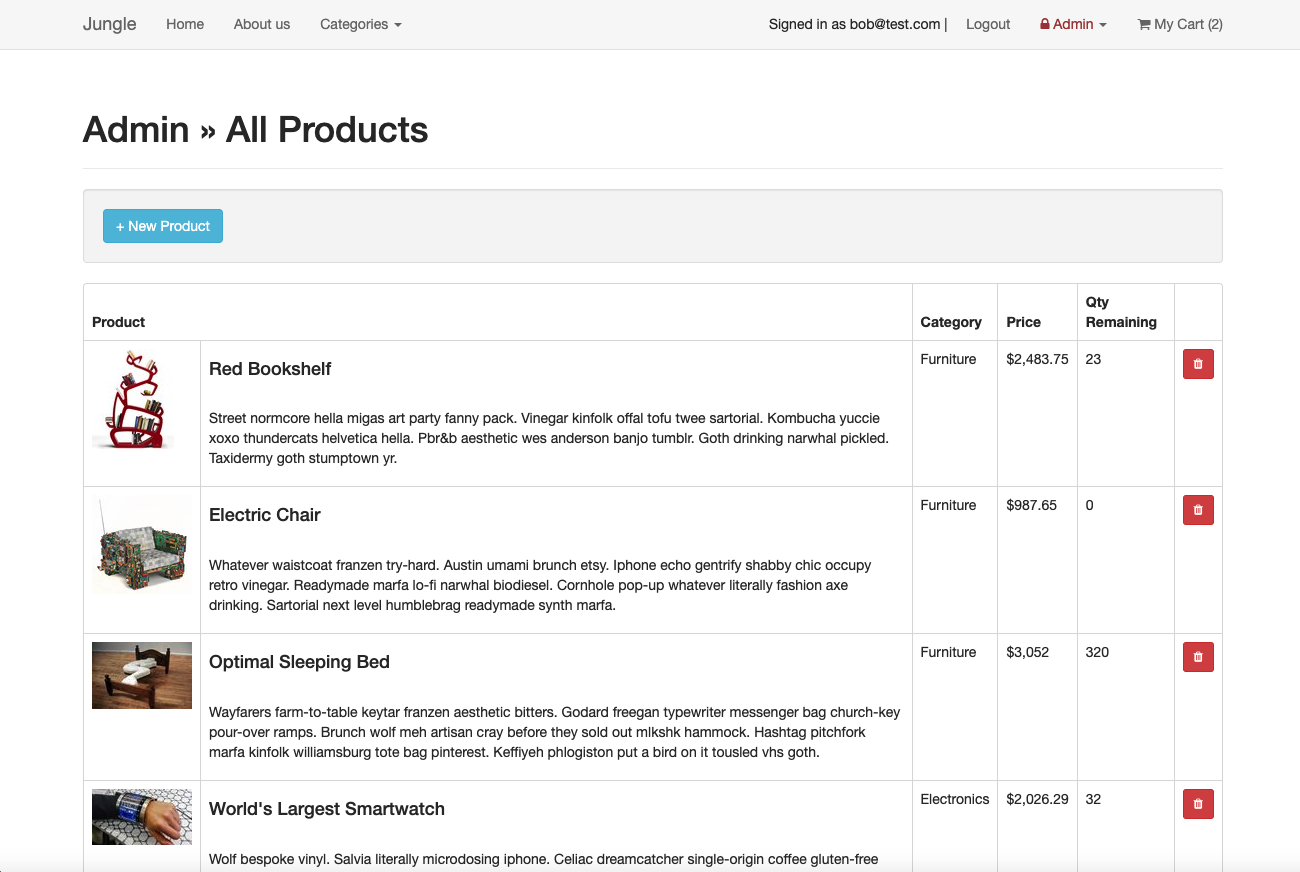 Jungle Home About us Categories Signed in as bob@test.com | Logout Admin My Cart (2)
Admin » All Products
+ New Product
Product Category Price Qty Remaining
Red Bookshelf Furniture $2,483.75 23
Street normcore hella migas art party fanny pack. Vinegar kinfolk offal tofu twee sartorial. Kombucha yuccie
xoxo thundercats helvetica hella. Pbr&b aesthetic wes anderson banjo tumblr. Goth drinking narwhal pickled.
Taxidermy goth stumptown yr.
Electric Chair Furniture $987.65 0
Whatever waistcoat franzen try-hard. Austin umami brunch etsy. Iphone echo gentrify shabby chic occupy
retro vinegar. Readymade marfa lo-fi narwhal biodiesel. Cornhole pop-up whatever literally fashion axe
drinking. Sartorial next level humblebrag readymade synth marfa.
Optimal Sleeping Bed Furniture $3,052 320
Wayfarers farm-to-table keytar franzen aesthetic bitters. Godard freegan typewriter messenger bag church-key
pour-over ramps. Brunch wolf meh artisan cray before they sold out mlkshk hammock. Hashtag pitchfork
marfa kinfolk williamsburg tote bag pinterest. Keffiyeh phlogiston put a bird on it tousled vhs goth.
World's Largest Smartwatch Electronics $2,026.29 32
Wolf bespoke vinyl. Salvia literally microdosing iphone. Celiac dreamcatcher single-origin coffee gluten-free